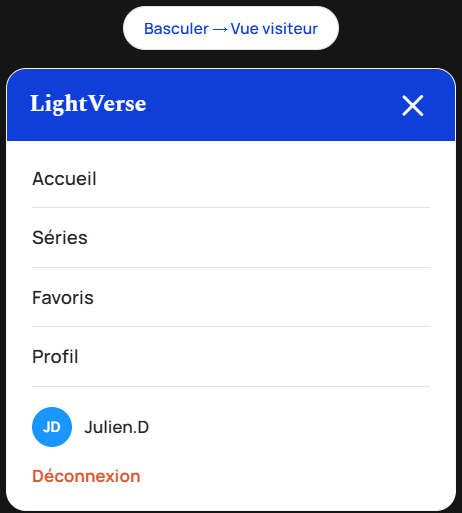 Basculer → Vue visiteur
LightVerse
Accueil
Séries
Favoris
Profil
JD Julien.D
Déconnexion